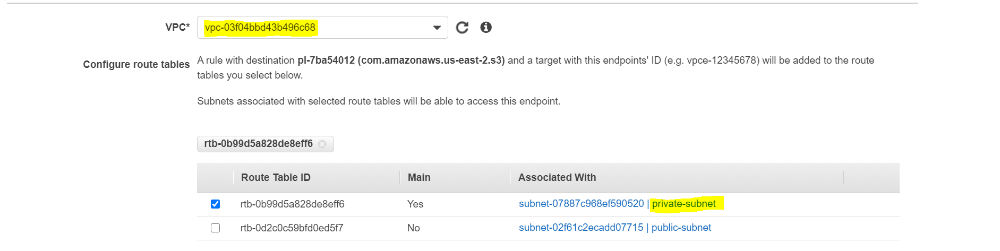 VPC* vpc-03f04bbd43b496c68
Configure route tables A rule with destination pl-7ba54012 (com.amazonaws.us-east-2.s3) and a target with this endpoints' ID (e.g. vpce-12345678) will be added to the route
tables you select below.
Subnets associated with selected route tables will be able to access this endpoint.
rtb-0b99d5a828de8eff6
Route Table ID Main Associated With
rtb-0b99d5a828de8eff6 Yes subnet-07887c968ef590520 | private-subnet
rtb-0d2c0c59bfd0ed5f7 No subnet-02f61c2ecadd07715 | public-subnet